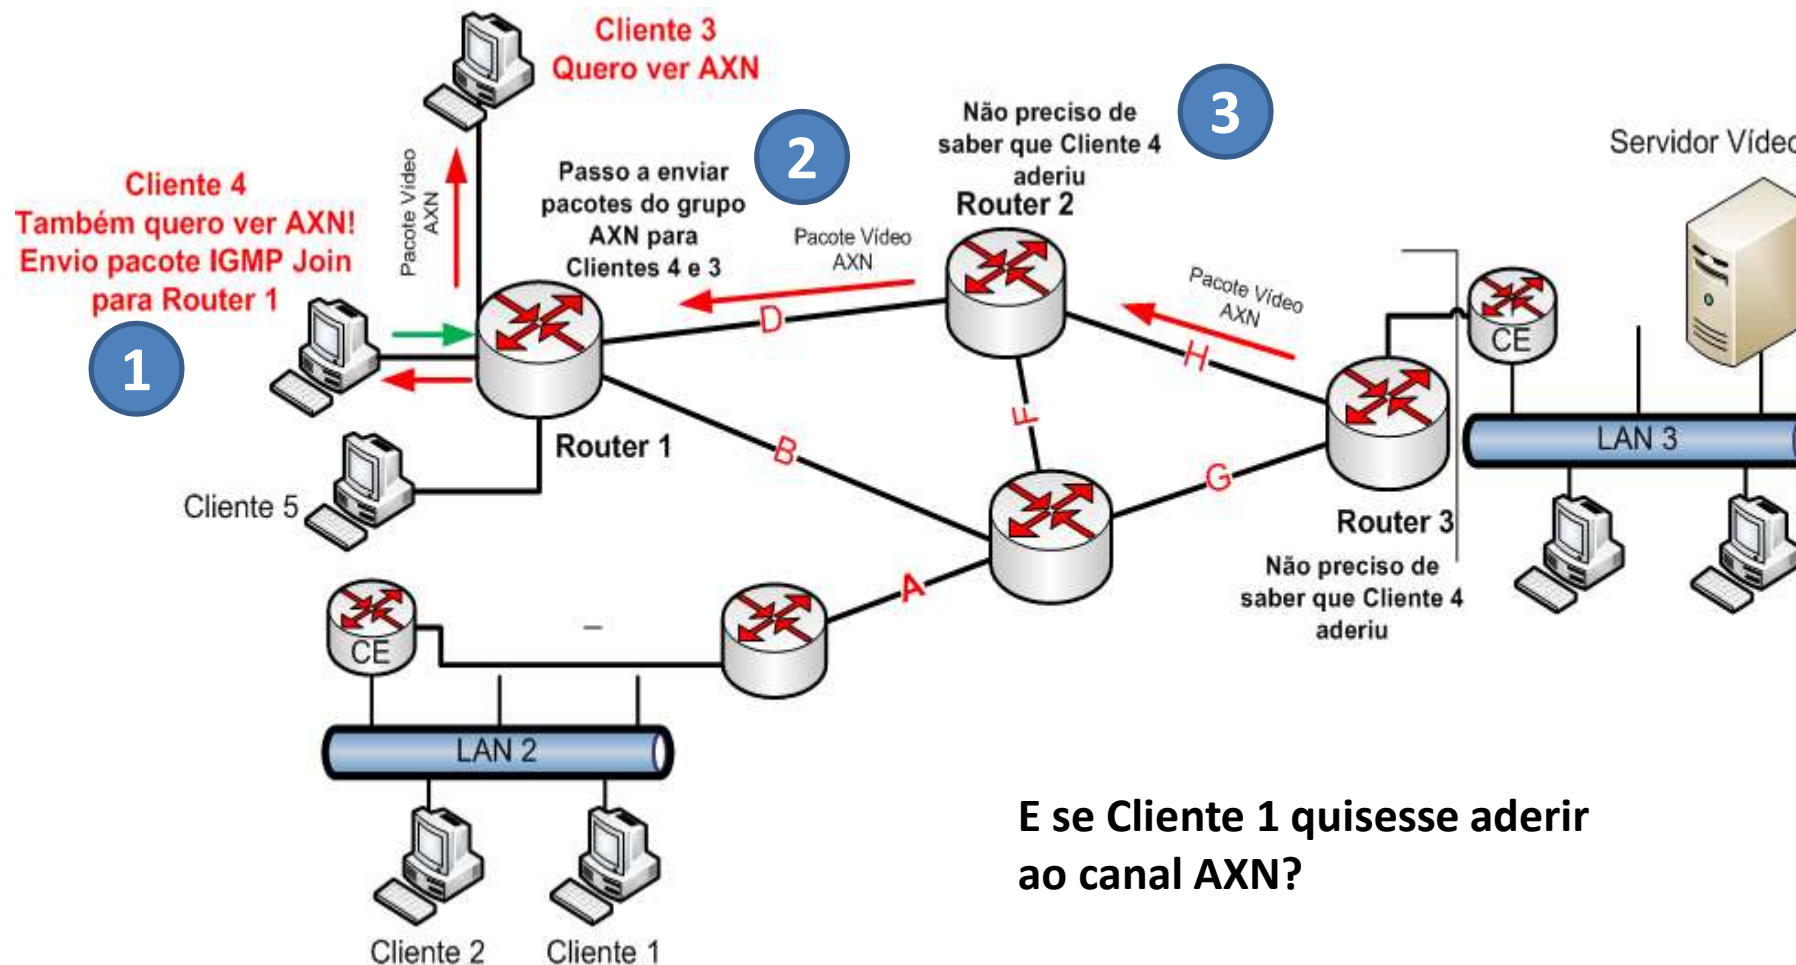 Cliente 3
Quero ver AXN
Não preciso de
saber que Cliente 4
aderiu
3
Servidor Vídeo
2
Passo a enviar
pacotes do grupo
AXN para
Clientes 4 e 3
Pacote Vídeo
AXN
Cliente 4
Também quero ver AXN!
Envio pacote IGMP Join
para Router 1
1
Router 2
Pacote Vídeo
AXN
Pacote Vídeo
AXN
D
H
CE
F
B
G
A
Router 1
LAN 3
Cliente 5
Router 3
Não preciso de
saber que Cliente 4
aderiu
–
CE
LAN 2
E se Cliente 1 quisesse aderir
ao canal AXN?
Cliente 2
Cliente 1